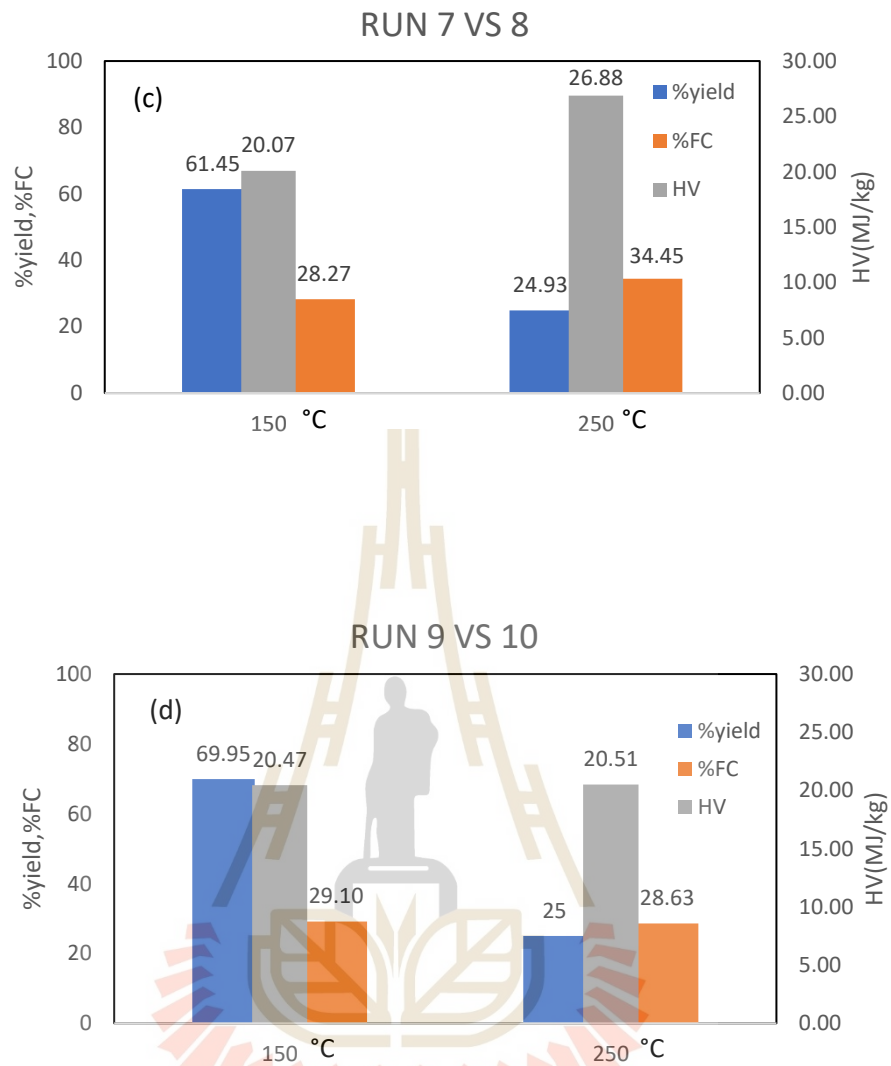 RUN 7 VS 8
100
80
60
40
20
0
%yield,%FC
(c)
61.45
20.07
28.27
24.93
26.88
34.45
%yield
%FC
HV
30.00
25.00
20.00
15.00
10.00
5.00
0.00
HV(MJ/kg)
150 °C
250 °C
RUN 9 VS 10
100
80
60
40
20
0
%yield,%FC
(d)
69.95
20.47
29.10
25
20.51
28.63
%yield
%FC
HV
30.00
25.00
20.00
15.00
10.00
5.00
0.00
HV(MJ/kg)
150 °C
250 °C